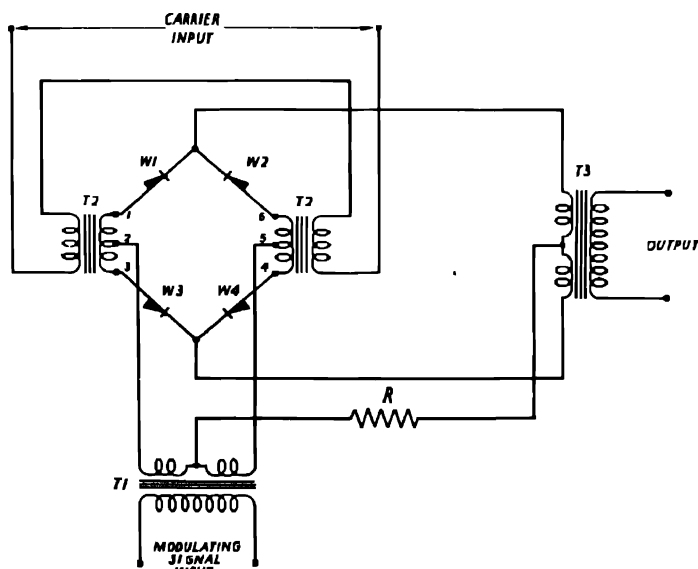 CARRIER
INPUT
W1
W2
T3
T2
T2
1
6
2
5
OUTPUT
3
4
W3
W4
R
T1
MODULATING
SIGNAL